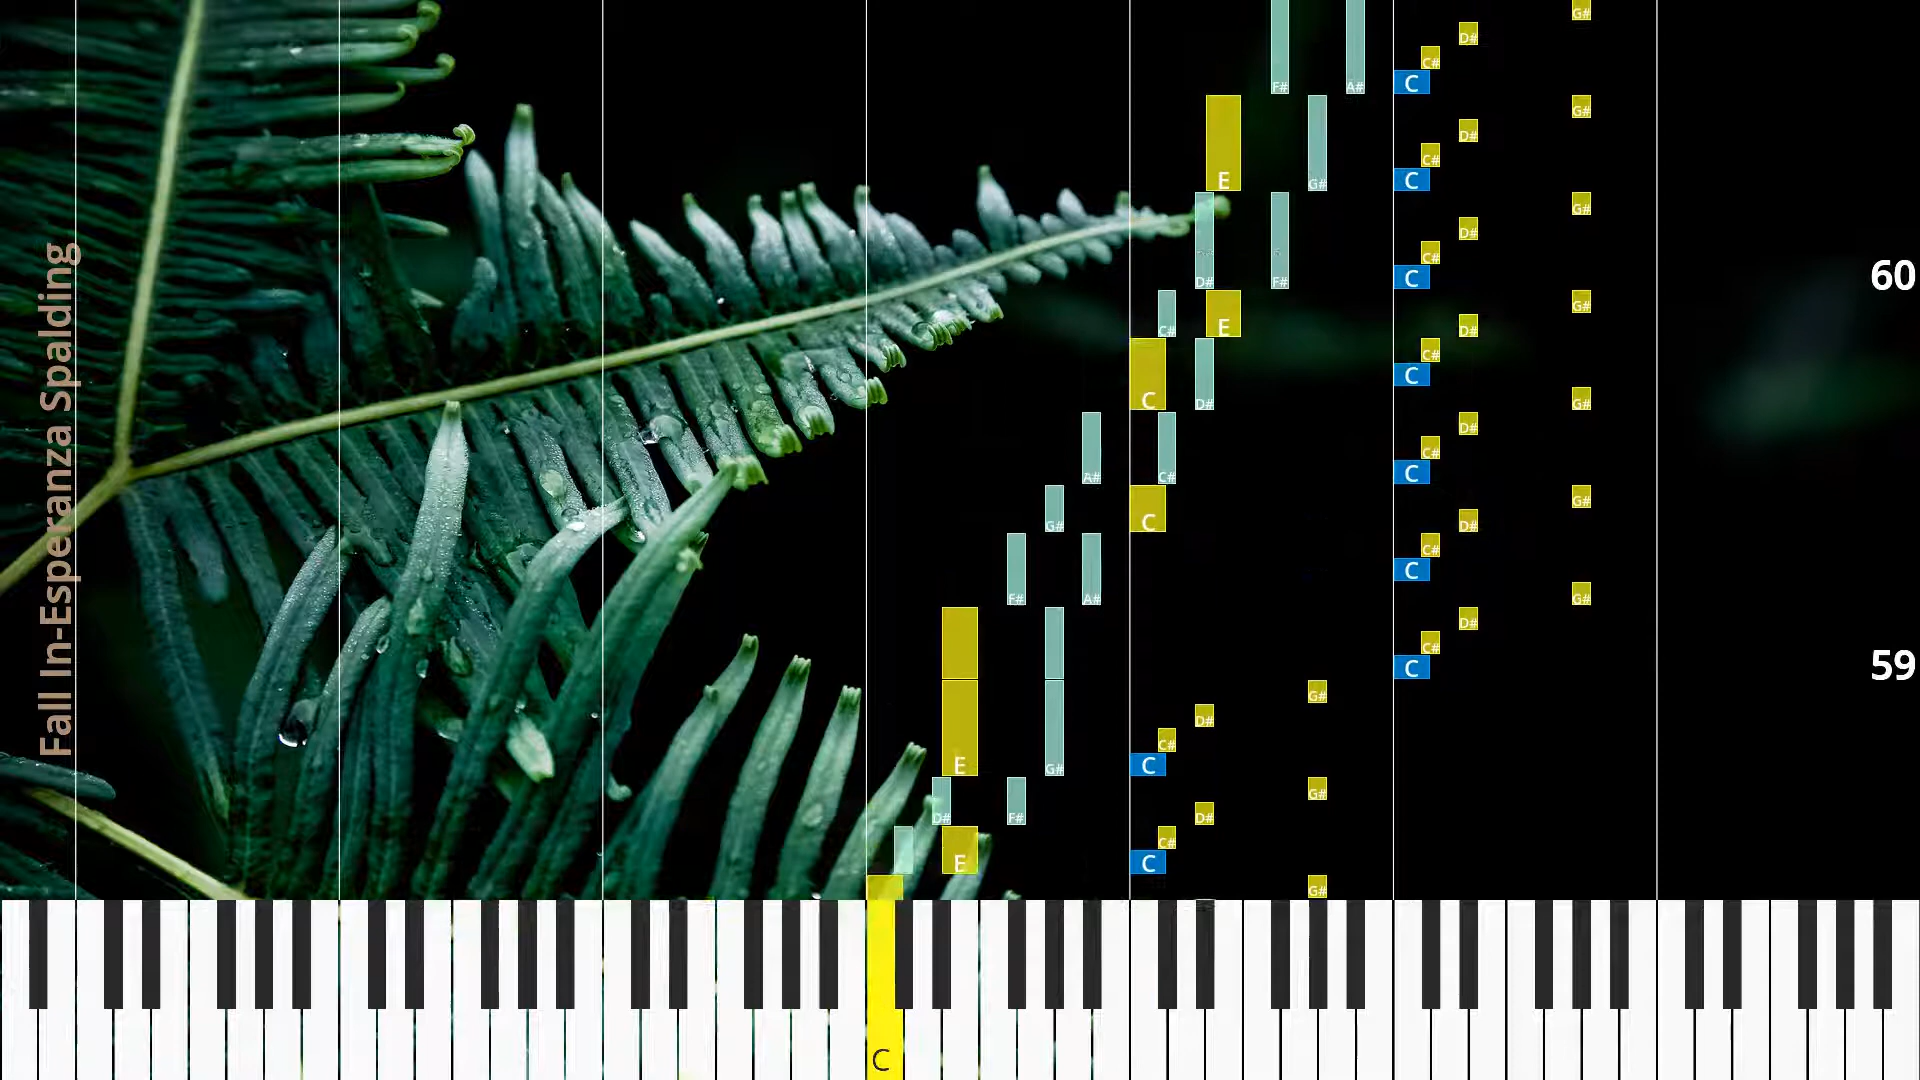 Fall In-Esperanza Spalding
G#
D#
C#
F# A# C
G#
D#
C#
E G# C
G#
D#
C#
D# F# C
G#
D#
C# E
C#
C
G#
C D#
D#
C#
A# C# C
G#
G# C
D#
C#
C
F# A# G#
D#
C#
C
G#
D#
C#
E G# C
G#
D# F# D#
C#
E C
G#
60
59
C